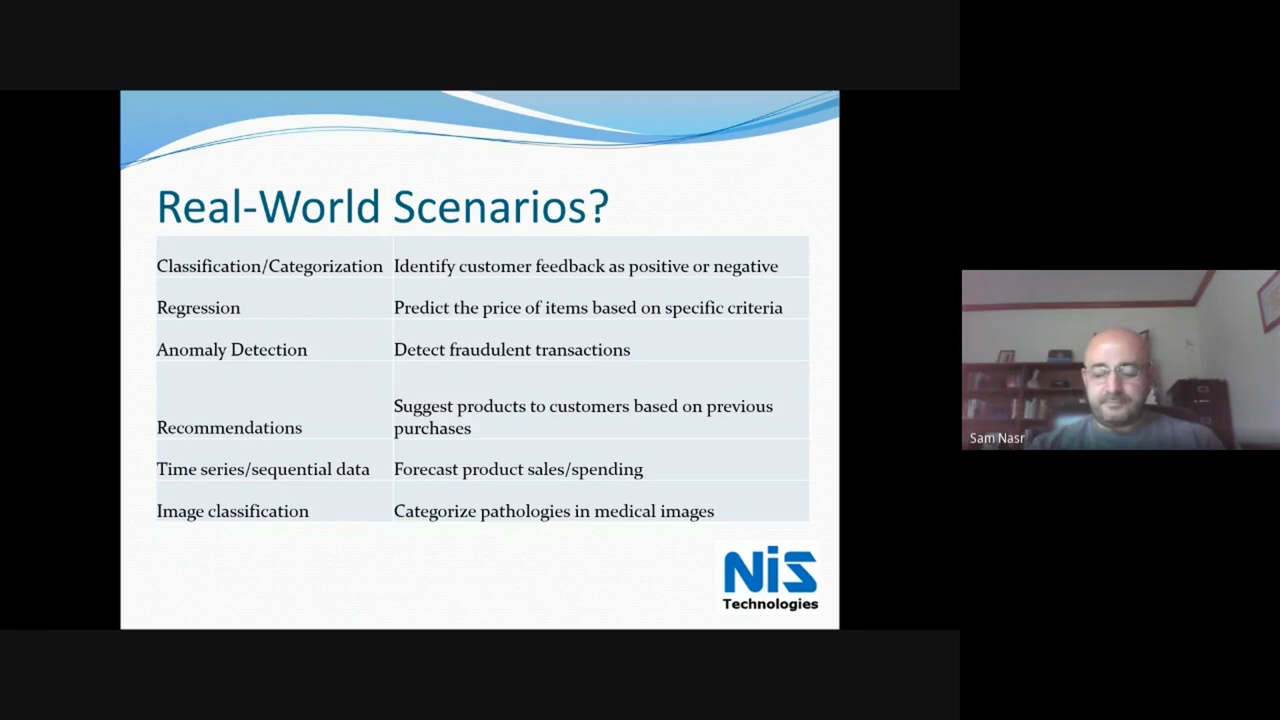 Real-World Scenarios?
Classification/Categorization Identify customer feedback as positive or negative
Regression Predict the price of items based on specific criteria
Anomaly Detection Detect fraudulent transactions
Suggest products to customers based on previous
Recommendations purchases
Time series/sequential data Forecast product sales/spending
Image classification Categorize pathologies in medical images
NiS
Technologies
Sam Nasr